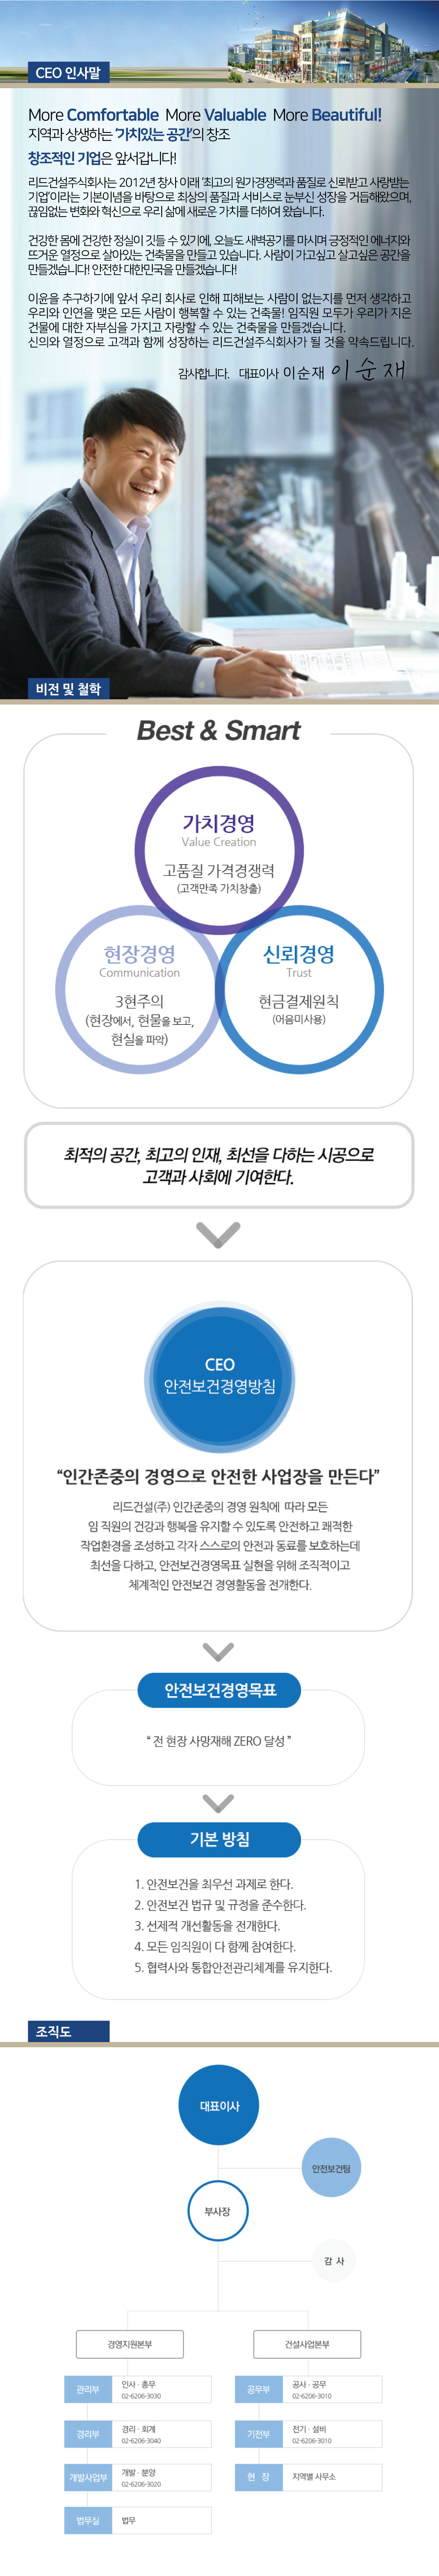 CEO 인사말
More Comfortable More Valuable More Beautiful!
지역과 상생하는 '가치있는 공간'의 창조
창조적인 기업은 앞서갑니다!
리드건설주식회사는 2012년 창사 이래 '최고의 원가경쟁력과 품질로 신뢰받고 사랑받는
기업'이라는 기본이념을 바탕으로 최상의 품질과 서비스로 눈부신 성장을 거듭해왔으며,
끊임없는 변화와 혁신으로 우리 삶에 새로운 가치를 더하여 왔습니다.
건강한 몸에 건강한 정실이 깃들 수 있기에, 오늘도 새벽공기를 마시며 긍정적인 에너지와
뜨거운 열정으로 살아있는 건축물을 만들고 있습니다. 사람이 가고싶고 살고싶은 공간을
만들겠습니다! 안전한 대한민국을 만들겠습니다!
이윤을 추구하기에 앞서 우리 회사로 인해 피해보는 사람이 없는지를 먼저 생각하고
우리와 인연을 맺은 모든 사람이 행복할 수 있는 건축물! 임직원 모두가 우리가 지은
건물에 대한 자부심을 가지고 자랑할 수 있는 건축물을 만들겠습니다.
신의와 열정으로 고객과 함께 성장하는 리드건설주식회사가 될 것을 약속드립니다.
감사합니다. 대표이사 이순재 이순재
비전 및 철학
Best & Smart
가치경영
Value Creation
고품질 가격경쟁력
(고객만족 가치창출)
현장경영
Communication
3현주의
(현장에서, 현물을 보고,
현실을 파악)
신뢰경영
Trust
현금결제원칙
(어음미사용)
최적의 공간, 최고의 인재, 최선을 다하는 시공으로
고객과 사회에 기여한다.
CEO
안전보건경영방침
“인간존중의 경영으로 안전한 사업장을 만든다”
리드건설(주) 인간존중의 경영 원칙에 따라 모든
임 직원의 건강과 행복을 유지할 수 있도록 안전하고 쾌적한
작업환경을 조성하고 각자 스스로의 안전과 동료를 보호하는데
최선을 다하고, 안전보건경영목표 실현을 위해 조직적이고
체계적인 안전보건 경영활동을 전개한다.
안전보건경영목표
“ 전 현장 사망재해 ZERO 달성 ”
기본 방침
1. 안전보건을 최우선 과제로 한다.
2. 안전보건 법규 및 규정을 준수한다.
3. 선제적 개선활동을 전개한다.
4. 모든 임직원이 다 함께 참여한다.
5. 협력사와 통합안전관리체계를 유지한다.
조직도
대표이사
안전보건팀
부사장
감 사
경영지원본부
건설사업본부
관리부
인사 · 총무
02-6206-3030
공무부
공사 · 공무
02-6206-3010
경리부
경리 · 회계
02-6206-3040
기전부
전기 · 설비
02-6206-3010
개발사업부
개발 · 분양
02-6206-3020
현 장
지역별 사무소
법무실
법무